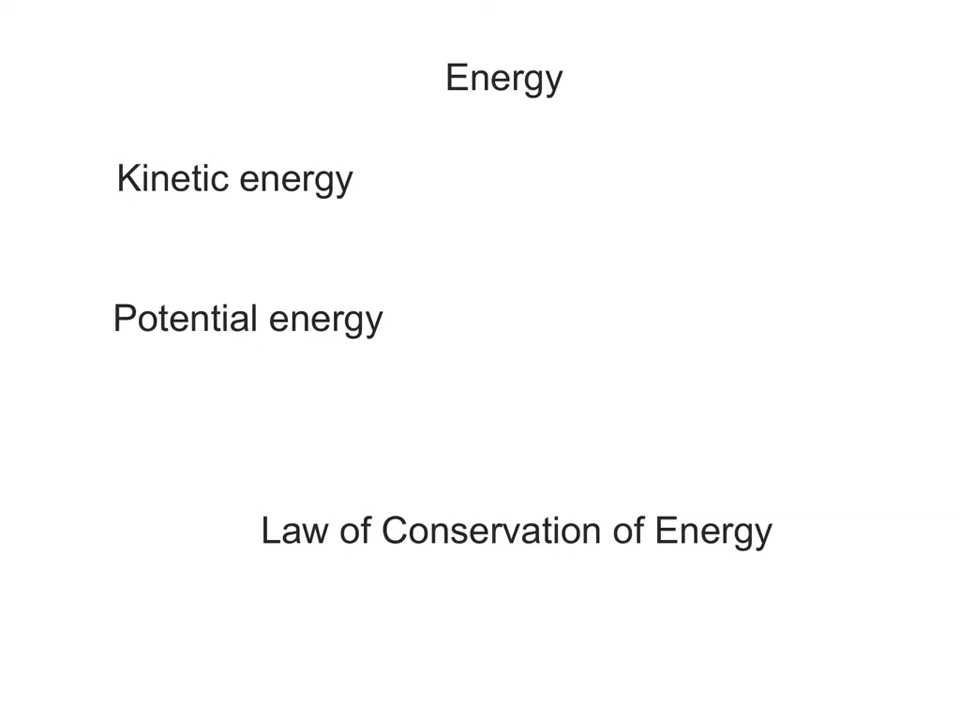 Energy
Kinetic energy
Potential energy
Law of Conservation of Energy